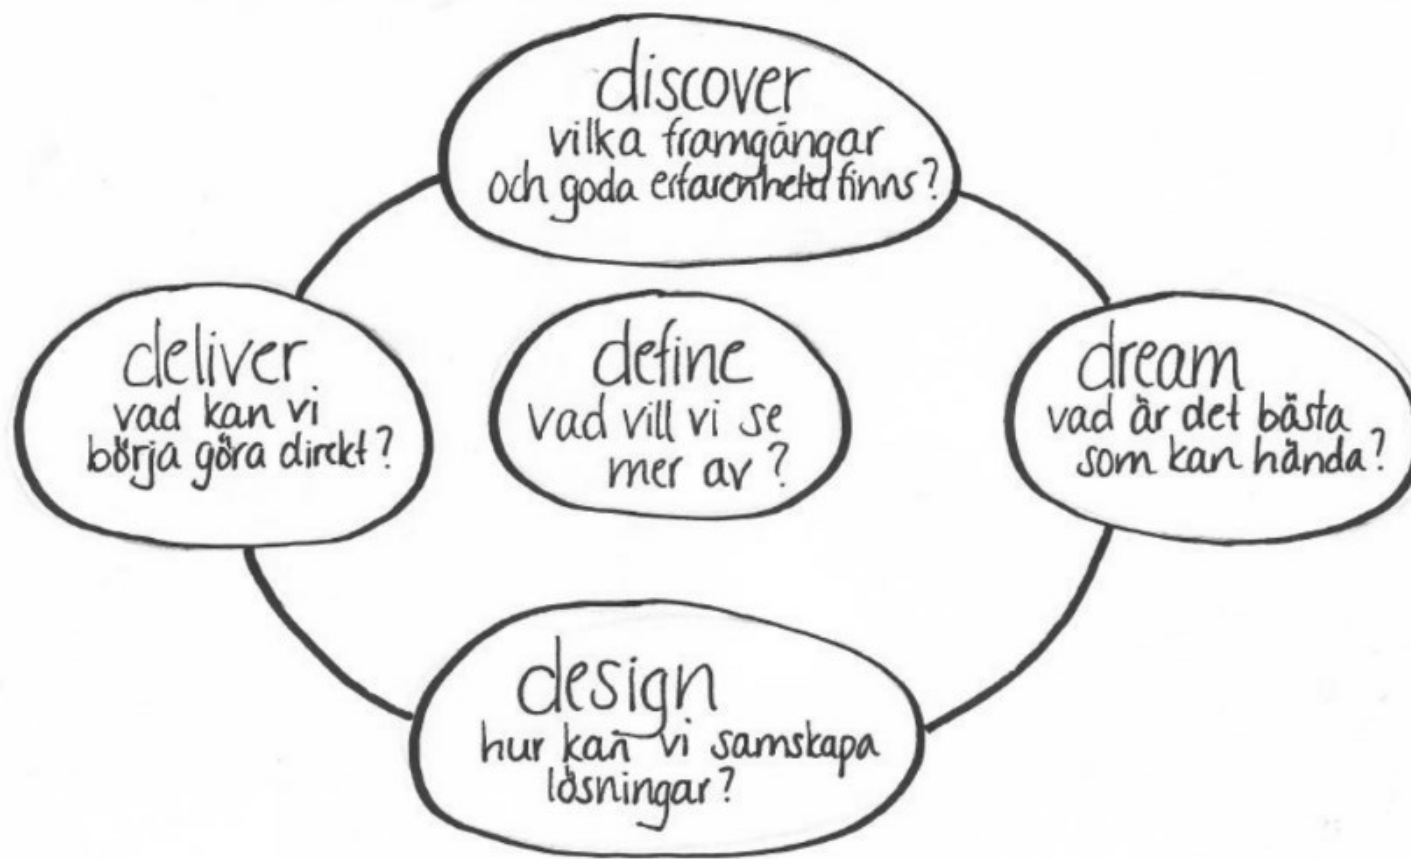 discover
vilka framgångar
och goda erfarenheter finns?
deliver
vad kan vi
börja göra direkt?
define
vad vill vi se
mer av?
dream
vad är det bästa
som kan hända?
design
hur kan vi samskapa
lösningar?